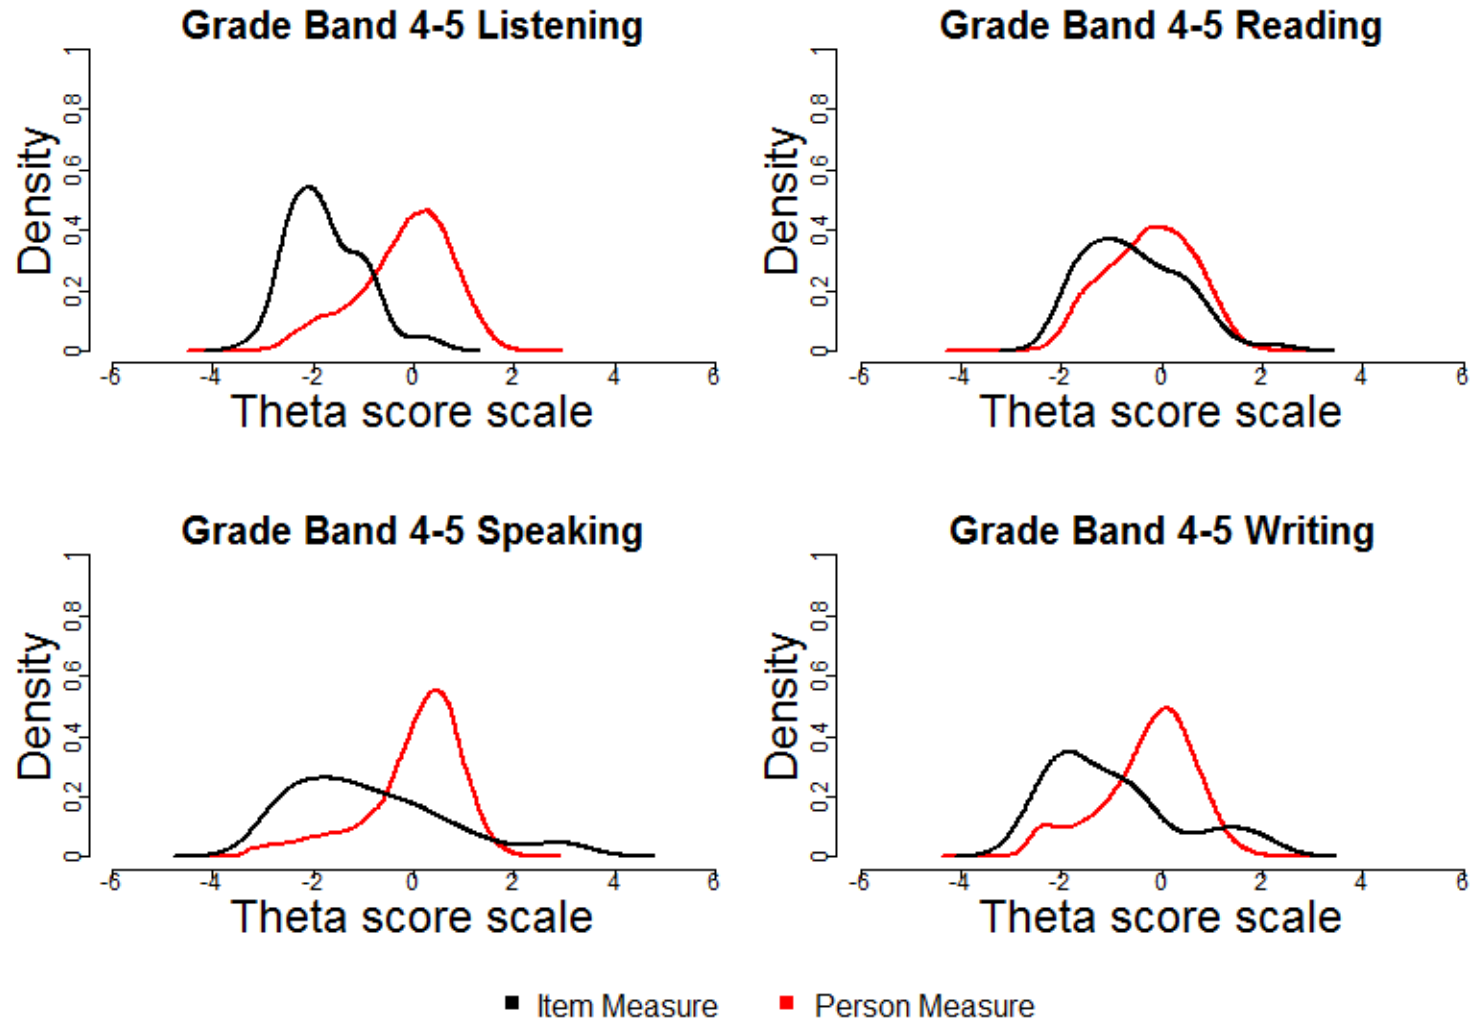 Grade Band 4-5 Listening
Density
0 0.2 0.4 0.6 0.8 1
-6 -4 -2 0 2 4 6
Theta score scale
Grade Band 4-5 Reading
Density
0 0.2 0.4 0.6 0.8 1
-6 -4 -2 0 2 4 6
Theta score scale
Grade Band 4-5 Speaking
Density
0 0.2 0.4 0.6 0.8 1
-6 -4 -2 0 2 4 6
Theta score scale
Grade Band 4-5 Writing
Density
0 0.2 0.4 0.6 0.8 1
-6 -4 -2 0 2 4 6
Theta score scale
Item Measure
Person Measure